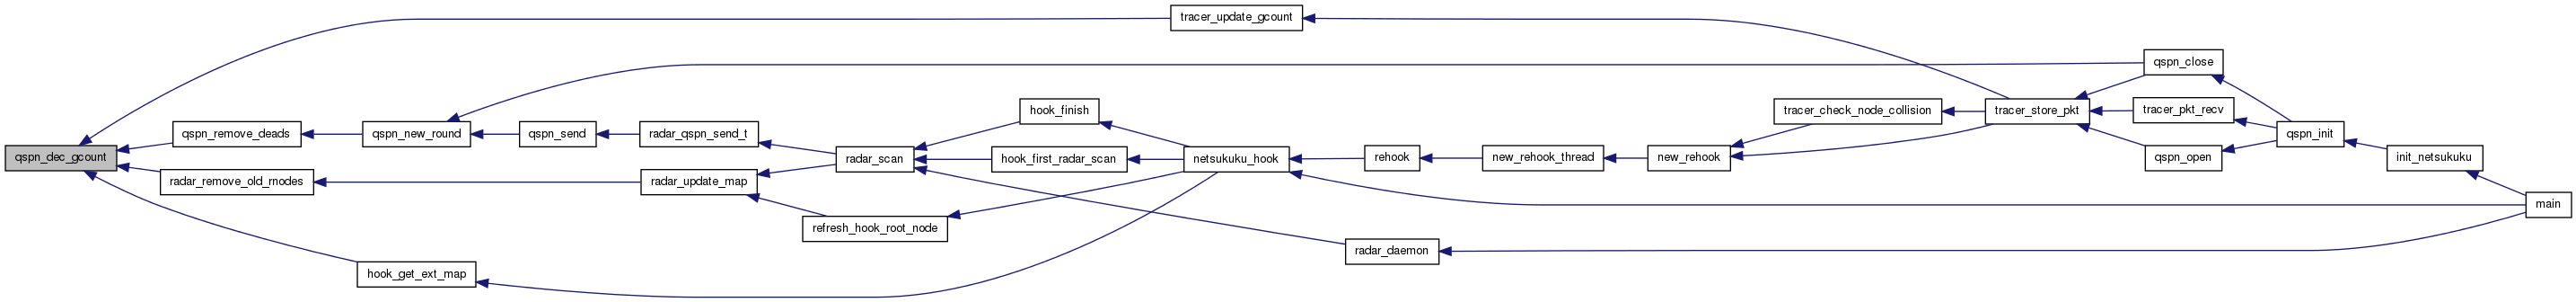 qspn_dec_gcount
tracer_update_gcount
qspn_remove_deads
qspn_new_round
qspn_send
radar_qspn_send_t
radar_remove_old_rnodes
radar_update_map
radar_scan
refresh_hook_root_node
hook_get_ext_map
hook_finish
hook_first_radar_scan
netsukuku_hook
radar_daemon
rehook
new_rehook_thread
new_rehook
tracer_check_node_collision
tracer_store_pkt
qspn_close
tracer_pkt_recv
qspn_open
qspn_init
init_netsukuku
main